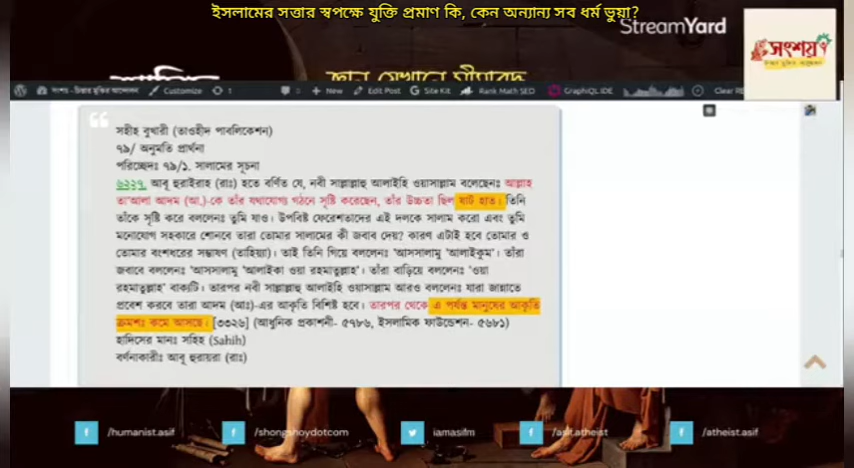 ইসলামের সত্তার স্বপক্ষে যুক্তি প্রমাণ কি, কেন অন্যান্য সব ধর্ম ভুয়া?
StreamYard
সংশয়
Customize 1 New Edit Post Site Kit Rank Math SEO GraphiQL IDE Clear
সহীহ বুখারী (তাওহীদ পাবলিকেশন)
৭৯/ অনুমতি প্রার্থনা
পরিচ্ছেদঃ ৭৯/১. সালামের সূচনা
৬২২৭. আবূ হুরাইরাহ (রাঃ) হতে বর্ণিত যে, নবী সাল্লাল্লাহু আলাইহি ওয়াসাল্লাম বলেছেনঃ আল্লাহ
তা'আলা আদম (আ.)-কে তাঁর যথাযোগ্য গঠনে সৃষ্টি করেছেন, তাঁর উচ্চতা ছিল ষাট হাত। তিনি
তাঁকে সৃষ্টি করে বললেনঃ তুমি যাও। উপবিষ্ট ফেরেশতাদের এই দলকে সালাম করো এবং তুমি
মনোযোগ সহকারে শোনবে তারা তোমার সালামের কী জবাব দেয়? কারণ এটাই হবে তোমার ও
তোমার বংশধরের সম্ভাষণ (তাহিয়্যা)। তাই তিনি গিয়ে বললেনঃ 'আসসালামু 'আলাইকুম'। তাঁরা
জবাবে বললেনঃ 'আসসালামু 'আলাইকা ওয়া রহমাতুল্লাহ'। তাঁরা বাড়িয়ে বললেনঃ 'ওয়া
রহমাতুল্লাহ' বাক্যটি। তারপর নবী সাল্লাল্লাহু আলাইহি ওয়াসাল্লাম আরও বললেনঃ যারা জান্নাতে
প্রবেশ করবে তারা আদম (আঃ)-এর আকৃতি বিশিষ্ট হবে। তারপর থেকে এ পর্যন্ত মানুষের আকৃতি
ক্রমশঃ কমে আসছে। [৩৩২৬] (আধুনিক প্রকাশনী- ৫৭৮৬, ইসলামিক ফাউন্ডেশন- ৫৬৮১)
হাদিসের মানঃ সহিহ (Sahih)
বর্ণনাকারীঃ আবূ হুরায়রা (রাঃ)
/humanist.asif /shongshoydotcom iamasifm /asif.atheist /atheist.asif